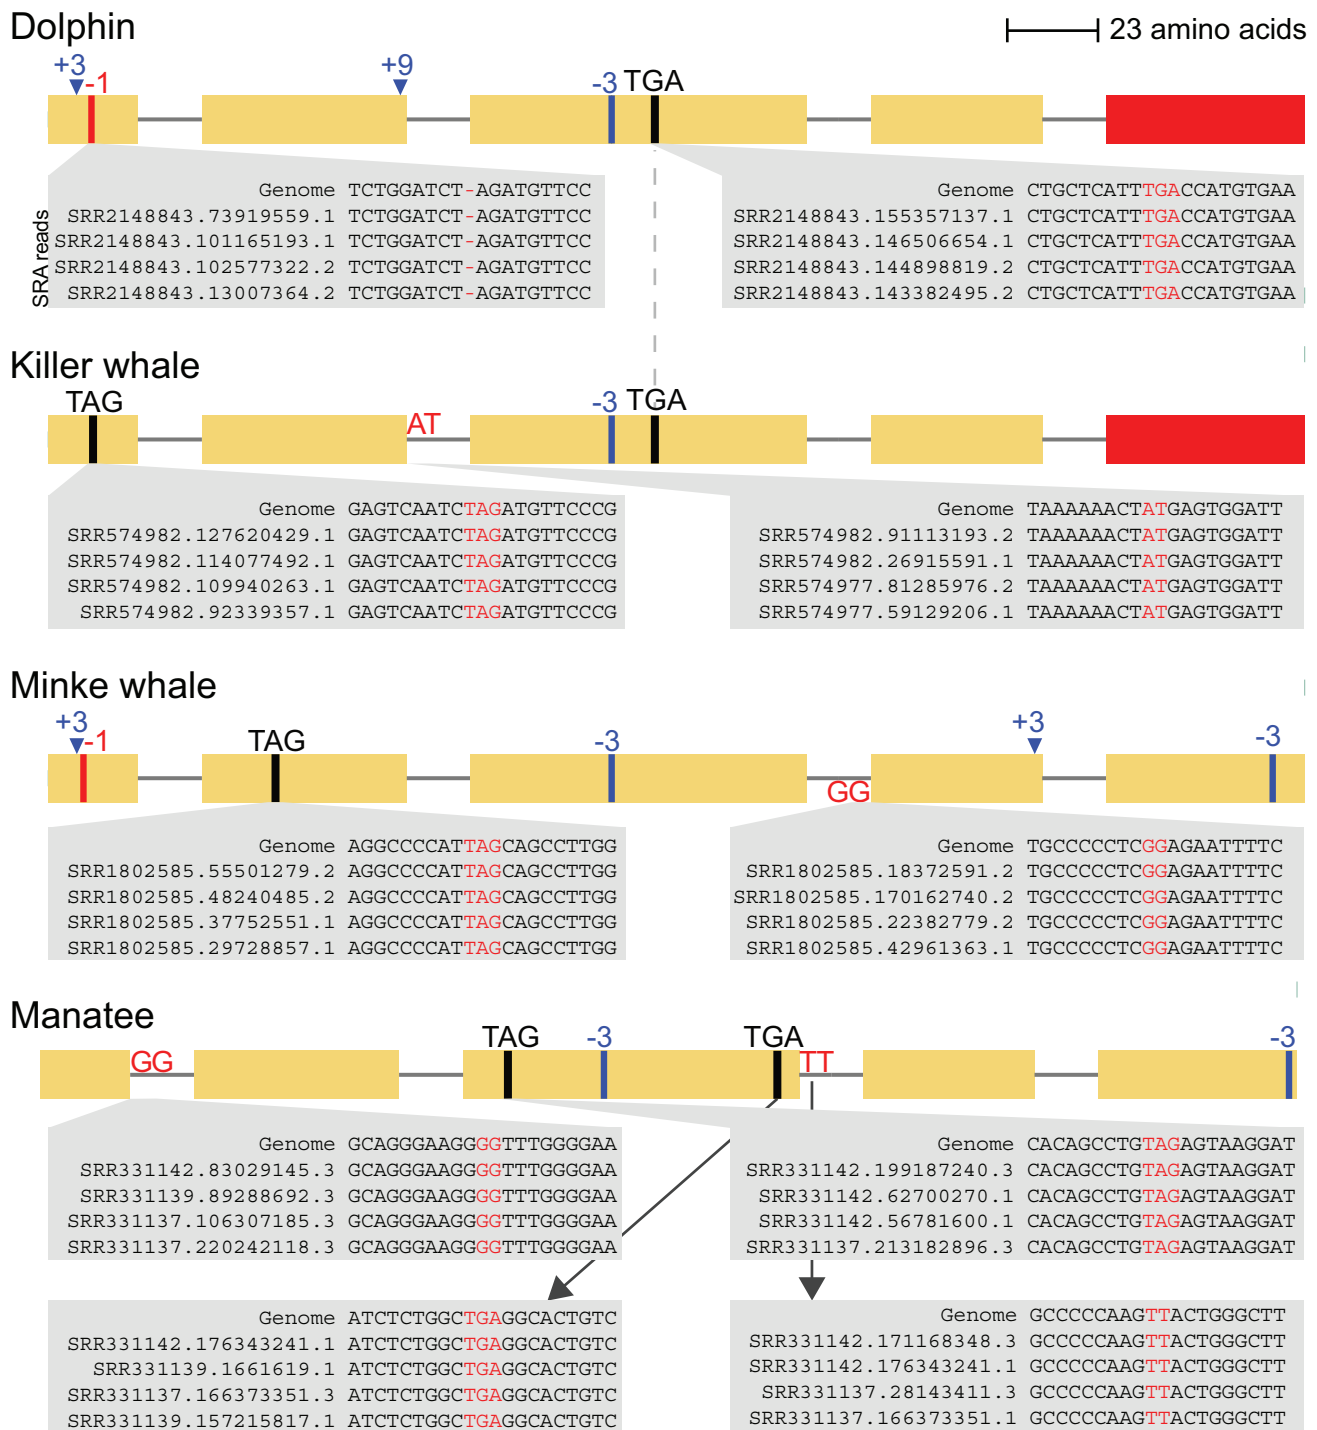 Dolphin
23 amino acids
+3 -1 +9 -3 TGA
SRA reads
Genome TCTGGATCT-AGATGTTCC
SRR2148843.73919559.1 TCTGGATCT-AGATGTTCC
SRR2148843.101165193.1 TCTGGATCT-AGATGTTCC
SRR2148843.102577322.2 TCTGGATCT-AGATGTTCC
SRR2148843.13007364.2 TCTGGATCT-AGATGTTCC
Genome CTGCTCATTTGACCATGTGAA
SRR2148843.155357137.1 CTGCTCATTTGACCATGTGAA
SRR2148843.146506654.1 CTGCTCATTTGACCATGTGAA
SRR2148843.144898819.2 CTGCTCATTTGACCATGTGAA
SRR2148843.143382495.2 CTGCTCATTTGACCATGTGAA
Killer whale
TAG AT -3 TGA
Genome GAGTCAATCTAGATGTTCCCG
SRR574982.127620429.1 GAGTCAATCTAGATGTTCCCG
SRR574982.114077492.1 GAGTCAATCTAGATGTTCCCG
SRR574982.109940263.1 GAGTCAATCTAGATGTTCCCG
SRR574982.92339357.1 GAGTCAATCTAGATGTTCCCG
Genome TAAAAAACTATGAGTGGATT
SRR574982.91113193.2 TAAAAAACTATGAGTGGATT
SRR574982.26915591.1 TAAAAAACTATGAGTGGATT
SRR574977.81285976.2 TAAAAAACTATGAGTGGATT
SRR574977.59129206.1 TAAAAAACTATGAGTGGATT
Minke whale
+3 -1 TAG -3 GG +3 -3
Genome AGGCCCCATTAGCAGCCTTGG
SRR1802585.55501279.2 AGGCCCCATTAGCAGCCTTGG
SRR1802585.48240485.2 AGGCCCCATTAGCAGCCTTGG
SRR1802585.37752551.1 AGGCCCCATTAGCAGCCTTGG
SRR1802585.29728857.1 AGGCCCCATTAGCAGCCTTGG
Genome TGCCCCCTCGGAGAATTTTC
SRR1802585.18372591.2 TGCCCCCTCGGAGAATTTTC
SRR1802585.170162740.2 TGCCCCCTCGGAGAATTTTC
SRR1802585.22382779.2 TGCCCCCTCGGAGAATTTTC
SRR1802585.42961363.1 TGCCCCCTCGGAGAATTTTC
Manatee
GG TAG -3 TGA TT -3
Genome GCAGGGAAGGGGTTTGGGGAA
SRR331142.83029145.3 GCAGGGAAGGGGTTTGGGGAA
SRR331139.89288692.3 GCAGGGAAGGGGTTTGGGGAA
SRR331137.106307185.3 GCAGGGAAGGGGTTTGGGGAA
SRR331137.220242118.3 GCAGGGAAGGGGTTTGGGGAA
Genome CACAGCCTGTAGAGTAAGGAT
SRR331142.199187240.3 CACAGCCTGTAGAGTAAGGAT
SRR331142.62700270.1 CACAGCCTGTAGAGTAAGGAT
SRR331142.56781600.1 CACAGCCTGTAGAGTAAGGAT
SRR331137.213182896.3 CACAGCCTGTAGAGTAAGGAT
Genome ATCTCTGGCTGAGGCACTGTC
SRR331142.176343241.1 ATCTCTGGCTGAGGCACTGTC
SRR331139.1661619.1 ATCTCTGGCTGAGGCACTGTC
SRR331137.166373351.3 ATCTCTGGCTGAGGCACTGTC
SRR331139.157215817.1 ATCTCTGGCTGAGGCACTGTC
Genome GCCCCCAAGTTACTGGGCTT
SRR331142.171168348.3 GCCCCCAAGTTACTGGGCTT
SRR331142.176343241.1 GCCCCCAAGTTACTGGGCTT
SRR331137.28143411.3 GCCCCCAAGTTACTGGGCTT
SRR331137.166373351.1 GCCCCCAAGTTACTGGGCTT